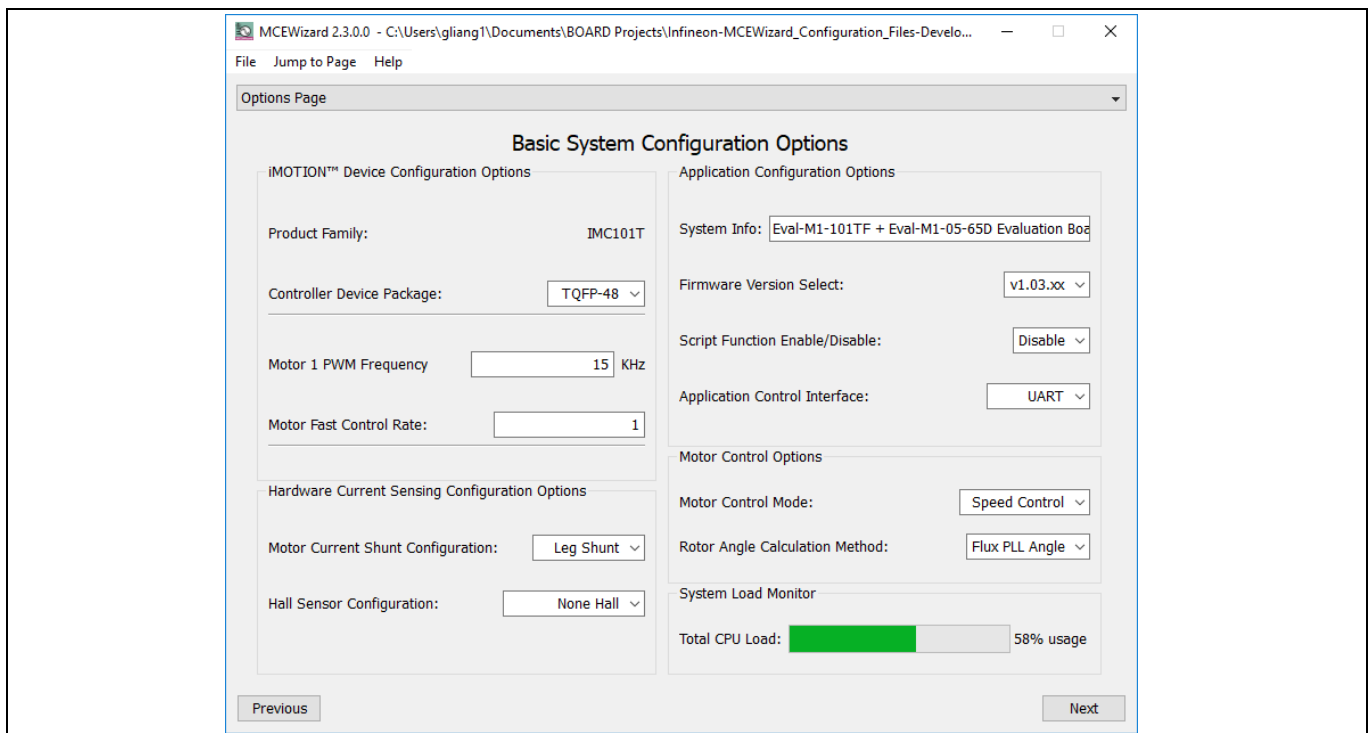 MCEWizard 2.3.0.0 - C:\Users\gliang1\Documents\BOARD Projects\Infineon-MCEWizard_Configuration_Files-Develo...
File Jump to Page Help
Options Page
Basic System Configuration Options
iMOTION™ Device Configuration Options
Product Family: IMC101T
Controller Device Package: TQFP-48
Motor 1 PWM Frequency 15 KHz
Motor Fast Control Rate: 1
Hardware Current Sensing Configuration Options
Motor Current Shunt Configuration: Leg Shunt
Hall Sensor Configuration: None Hall
Application Configuration Options
System Info: Eval-M1-101TF + Eval-M1-05-65D Evaluation Boa
Firmware Version Select: v1.03.xx
Script Function Enable/Disable: Disable
Application Control Interface: UART
Motor Control Options
Motor Control Mode: Speed Control
Rotor Angle Calculation Method: Flux PLL Angle
System Load Monitor
Total CPU Load: 58% usage
Previous Next